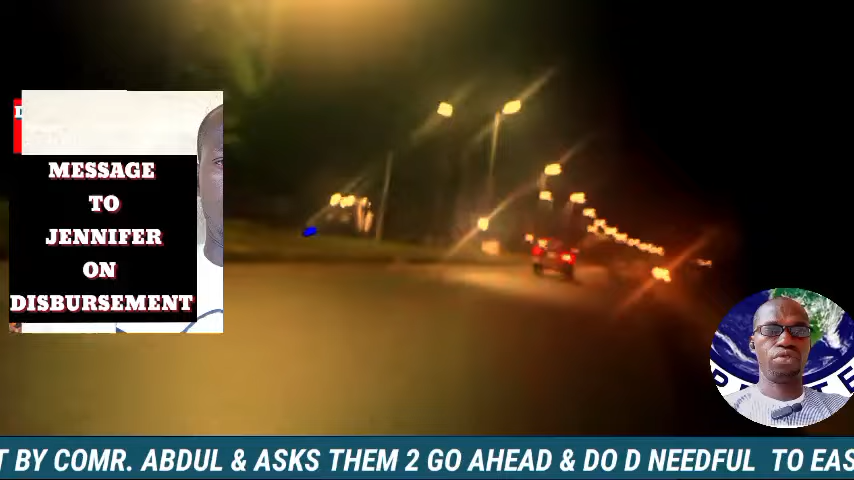 D
MESSAGE
TO
JENNIFER
ON
DISBURSEMENT
T BY COMR. ABDUL & ASKS THEM 2 GO AHEAD & DO D NEEDFUL TO EAS